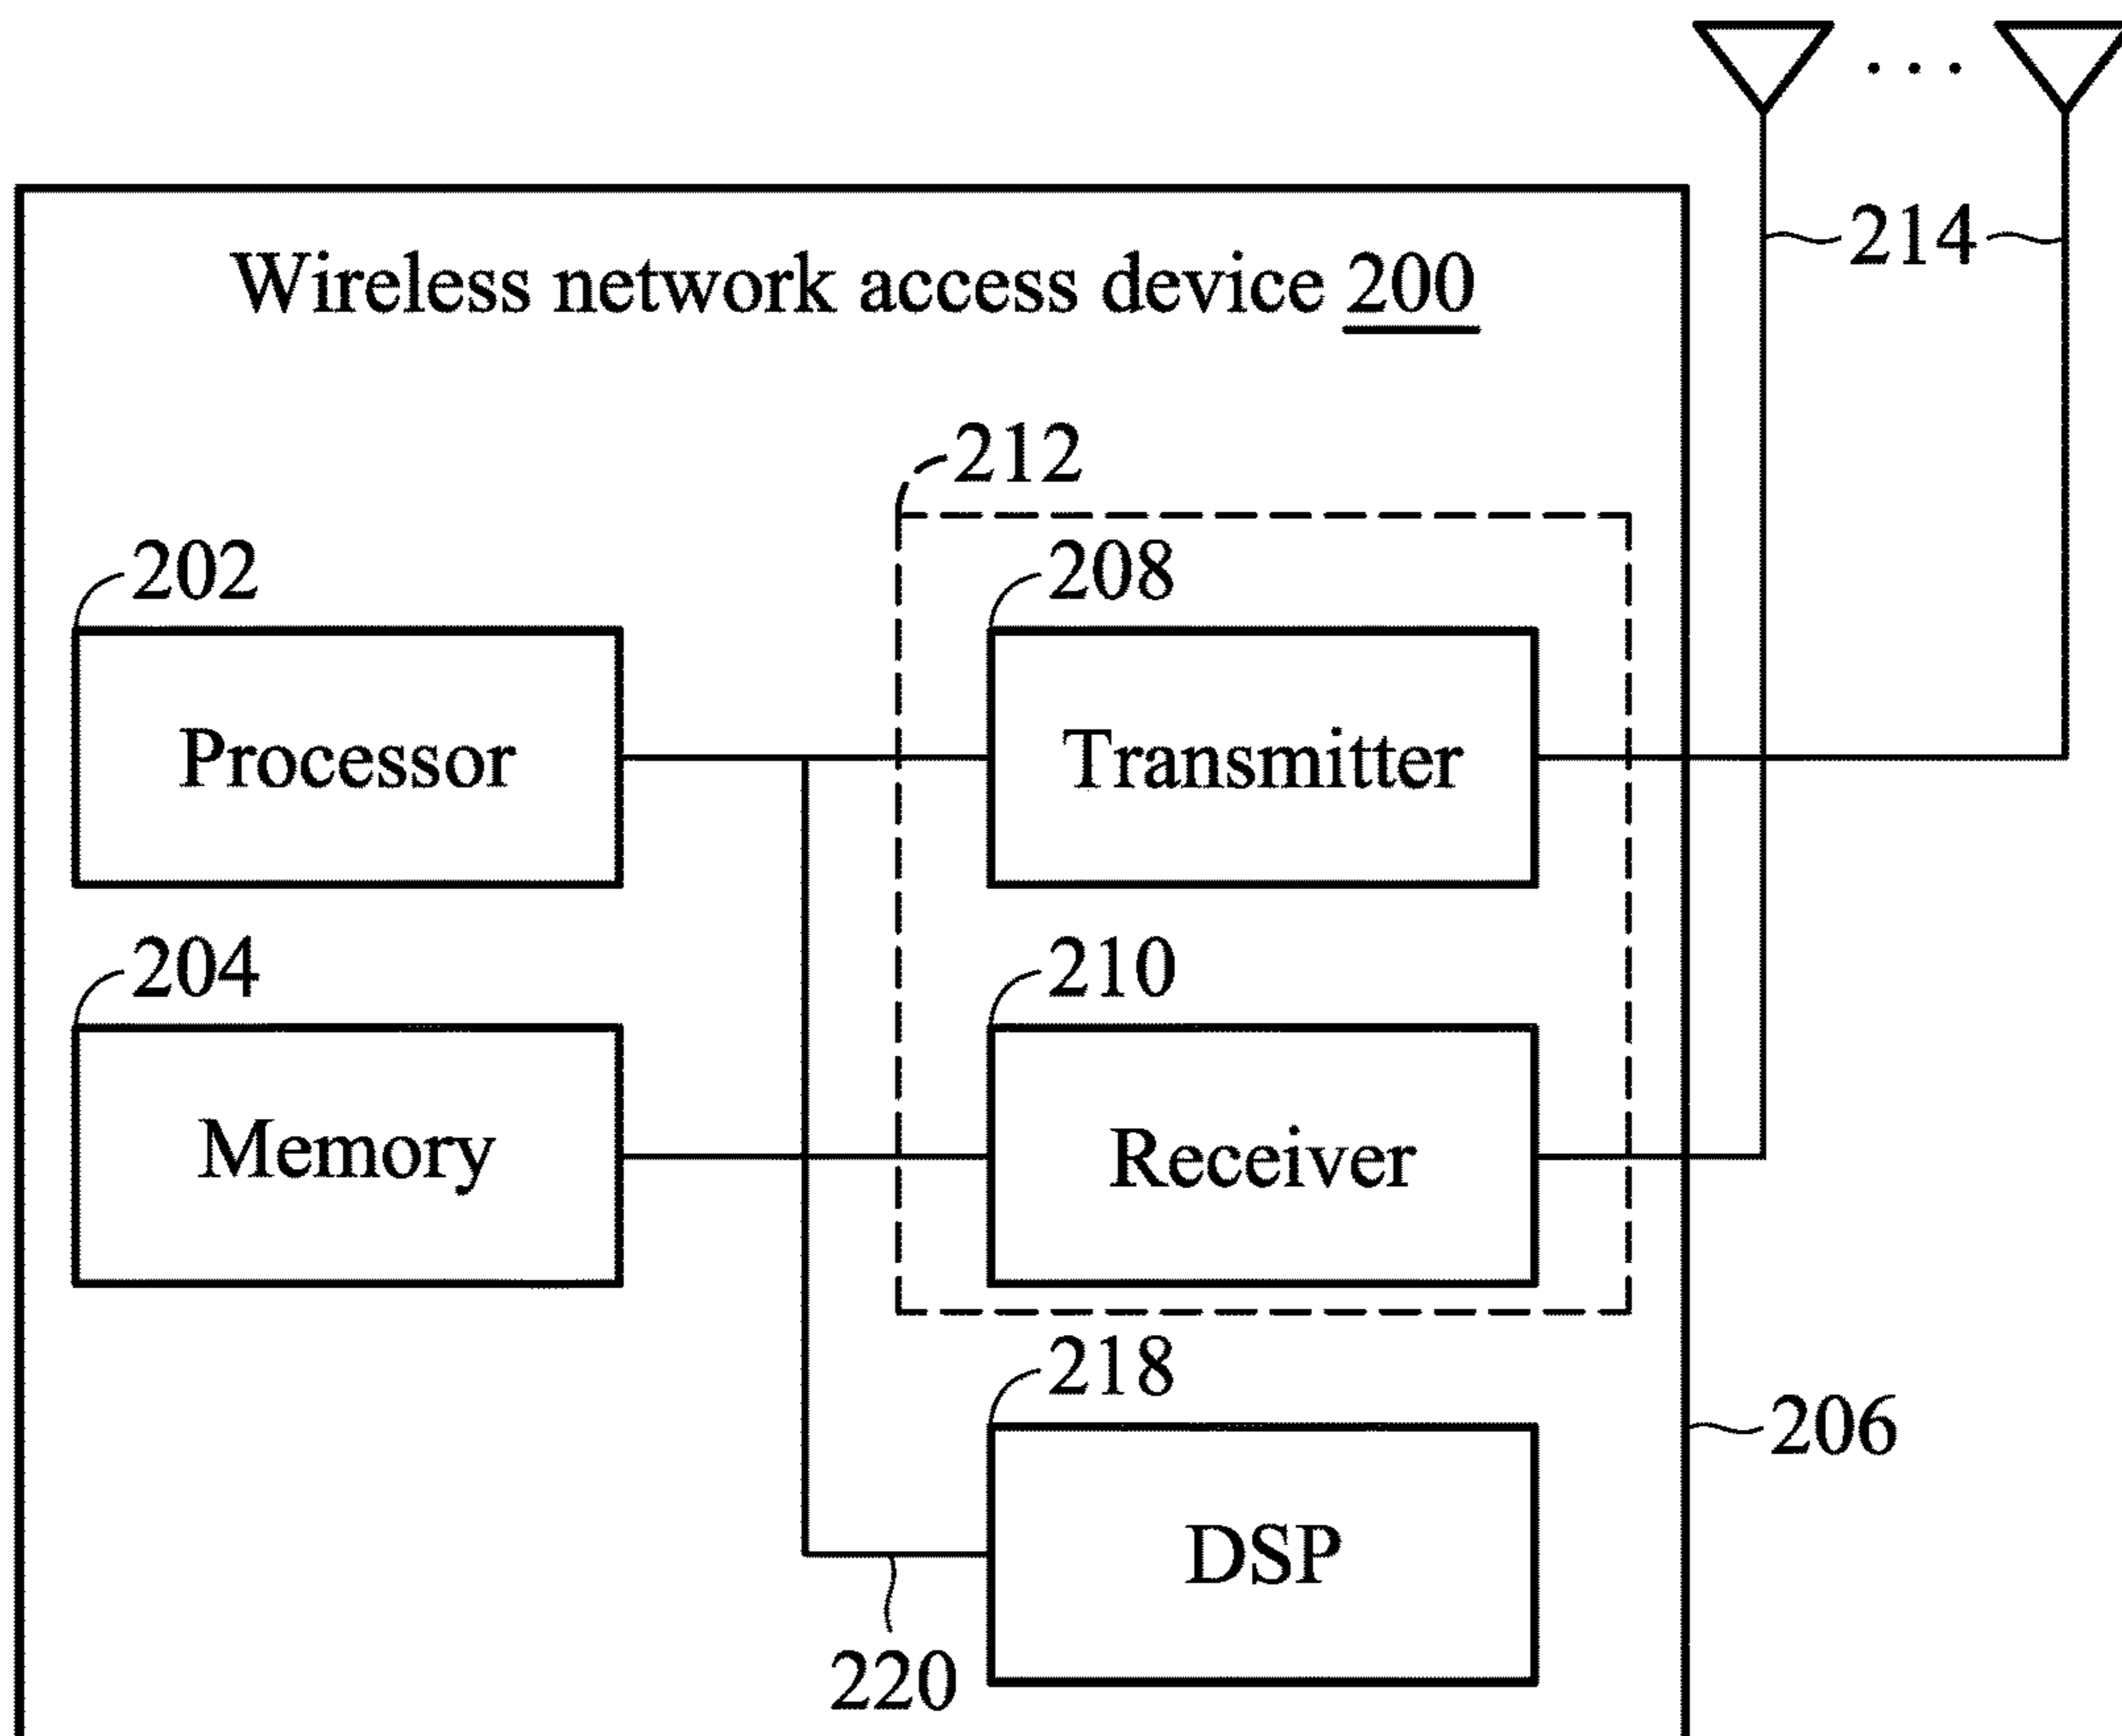 214
Wireless network access device 200
212
202
208
Processor
Transmitter
204
210
Memory
Receiver
218
206
DSP
220